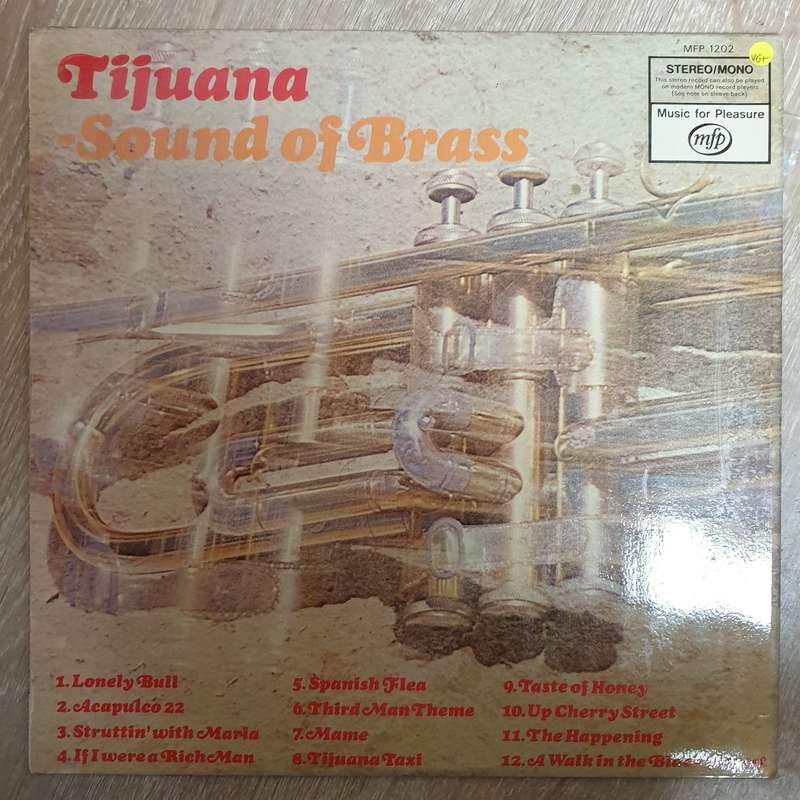 Tijuana
-Sound of Brass
MFP 1202
VG+
STEREO/MONO
This stereo record can also be played
on modern MONO record players
(See note on sleeve back)
Music for Pleasure
mfp
1. Lonely Bull
2. Acapulco 22
3. Struttin' with Maria
4. If I were a Rich Man
5. Spanish Flea
6. Third Man Theme
7. Mame
8. Tijuana Taxi
9. Taste of Honey
10. Up Cherry Street
11. The Happening
12. A Walk in the